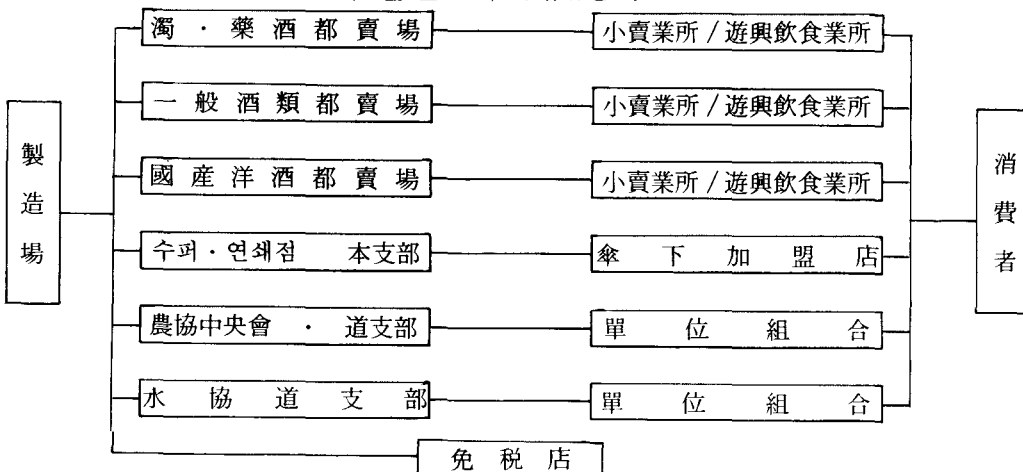 製造場
濁・藥酒都賣場 小賣業所/遊興飮食業所
一般酒類都賣場 小賣業所/遊興飮食業所
國産洋酒都賣場 小賣業所/遊興飮食業所
수퍼・연쇄점 本支部 傘下加盟店
農協中央會・道支部 單位組合
水協道支部 單位組合
免税店
消費者